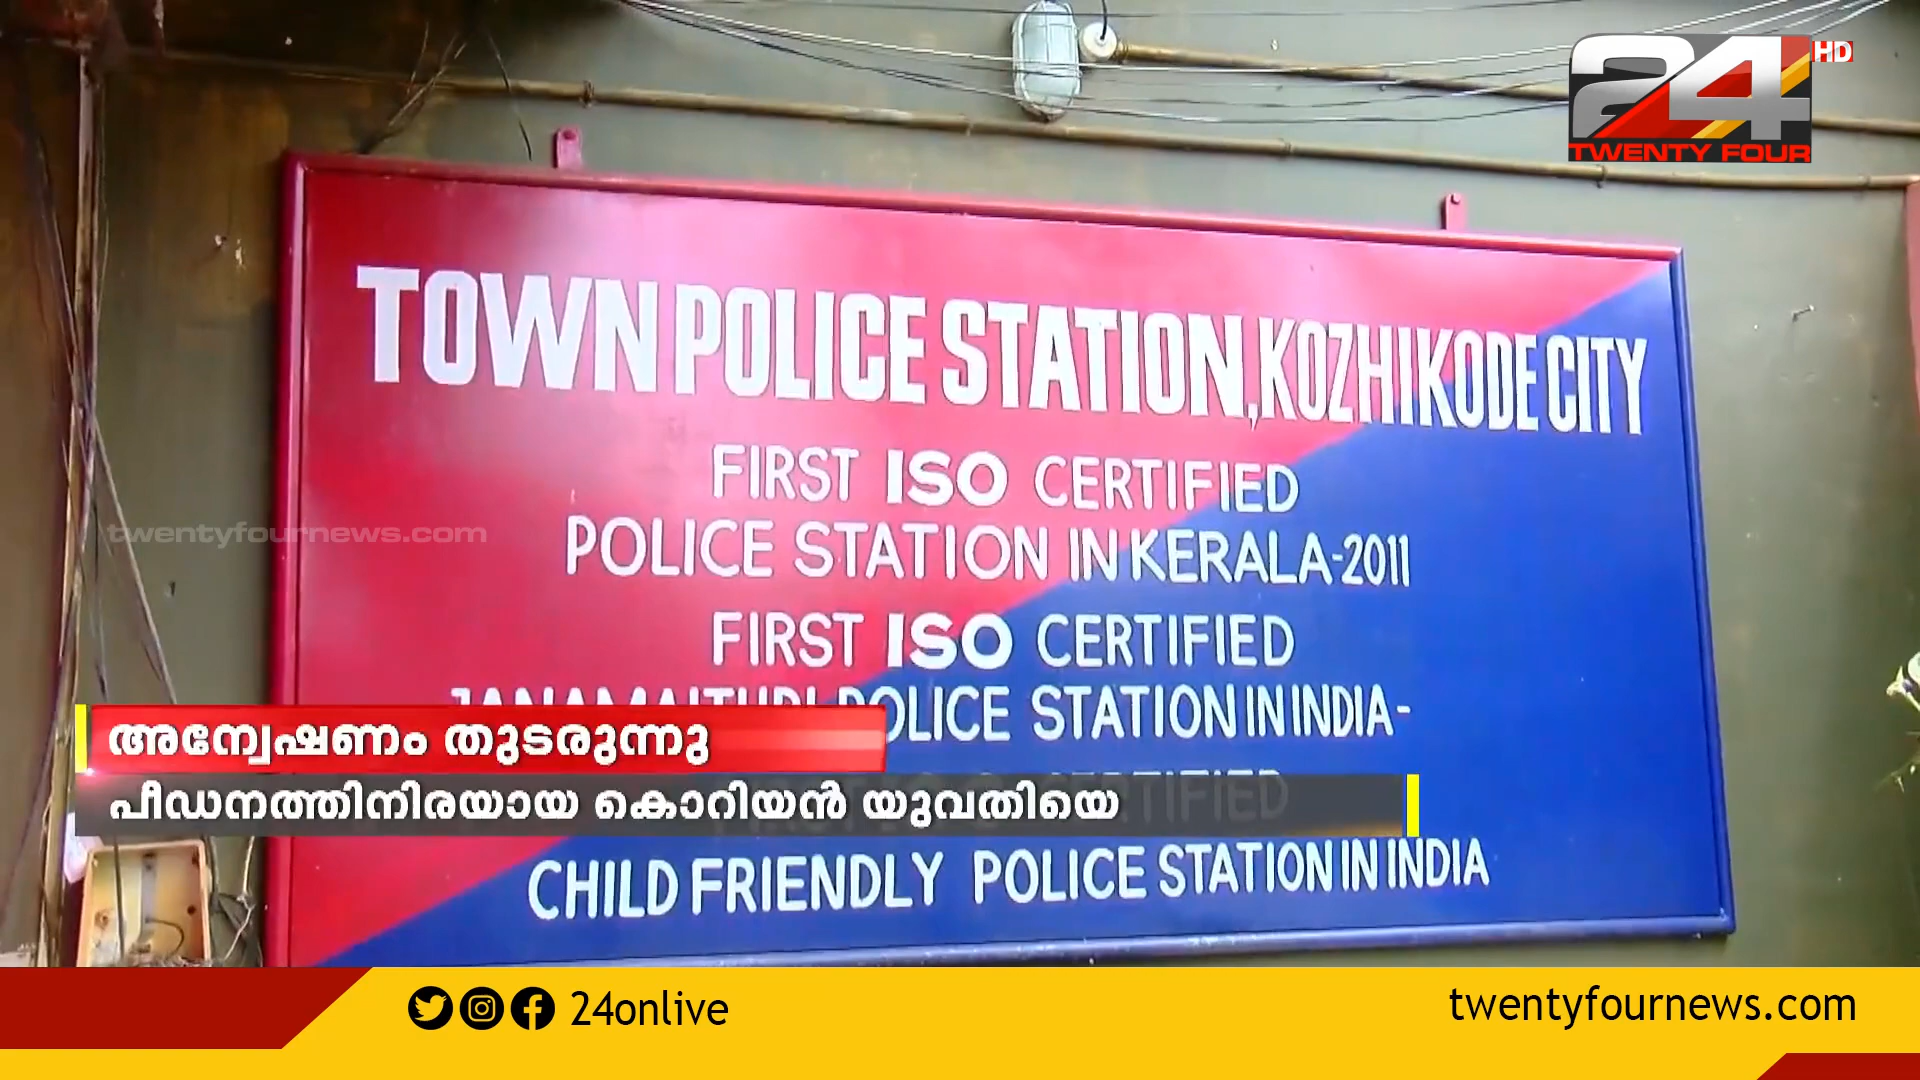 24 HD
TWENTY FOUR
TOWN POLICE STATION, KOZHIKODE CITY
FIRST ISO CERTIFIED
POLICE STATION IN KERALA-2011
twentyfournews.com
FIRST ISO CERTIFIED
JANAMAITHRI POLICE STATION IN INDIA-
അന്വേഷണം തുടരുന്നു
പീഡനത്തിനിരയായ കൊറിയൻ യുവതിയെ
CHILD FRIENDLY POLICE STATION IN INDIA
24onlive
twentyfournews.com